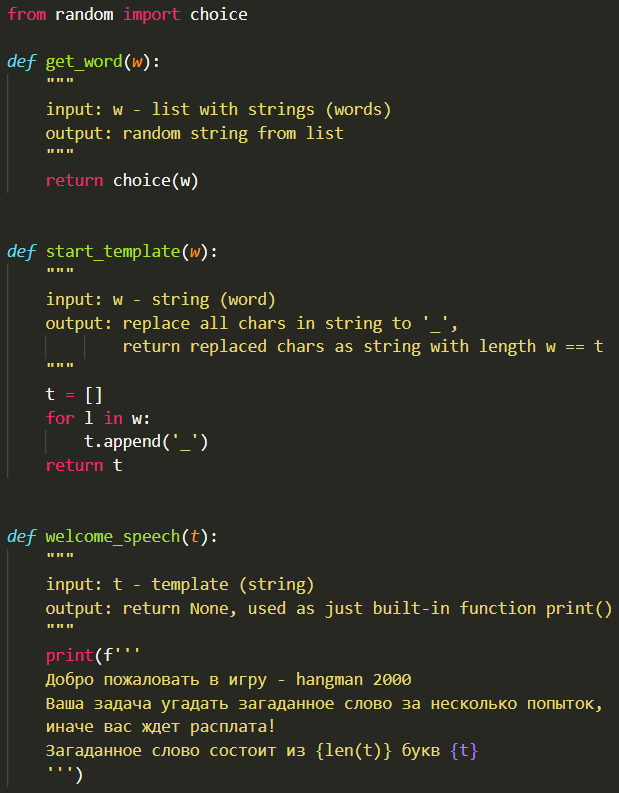 from random import choice
def get_word(w):
    """
    input: w - list with strings (words)
    output: random string from list
    """
    return choice(w)
def start_template(w):
    """
    input: w - string (word)
    output: replace all chars in string to '_',
            return replaced chars as string with length w == t
    """
    t = []
    for l in w:
        t.append('_')
    return t
def welcome_speech(t):
    """
    input: t - template (string)
    output: return None, used as just built-in function print()
    """
    print(f'''
    Добро пожаловать в игру - hangman 2000
    Ваша задача угадать загаданное слово за несколько попыток,
    иначе вас ждет расплата!
    Загаданное слово состоит из {len(t)} букв {t}
    ''')